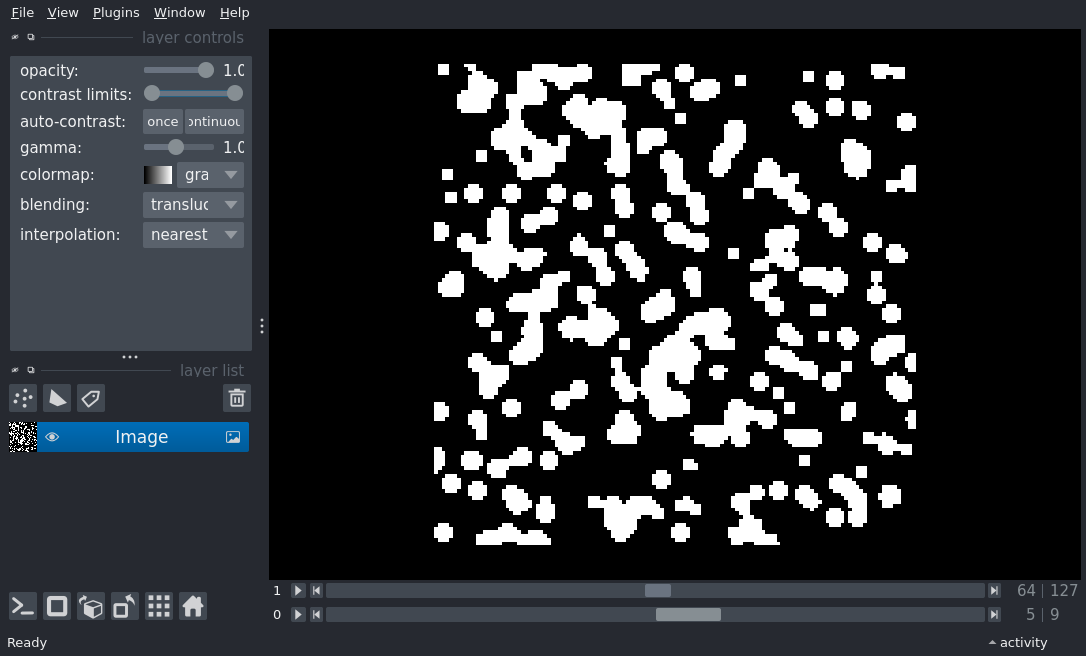 File View Plugins Window Help
layer controls
opacity: 1.0
contrast limits:
auto-contrast: once ontinuou
gamma: 1.0
colormap: gra
blending: transluc
interpolation: nearest
layer list
Image
1 64 | 127
0 5 | 9
Ready activity